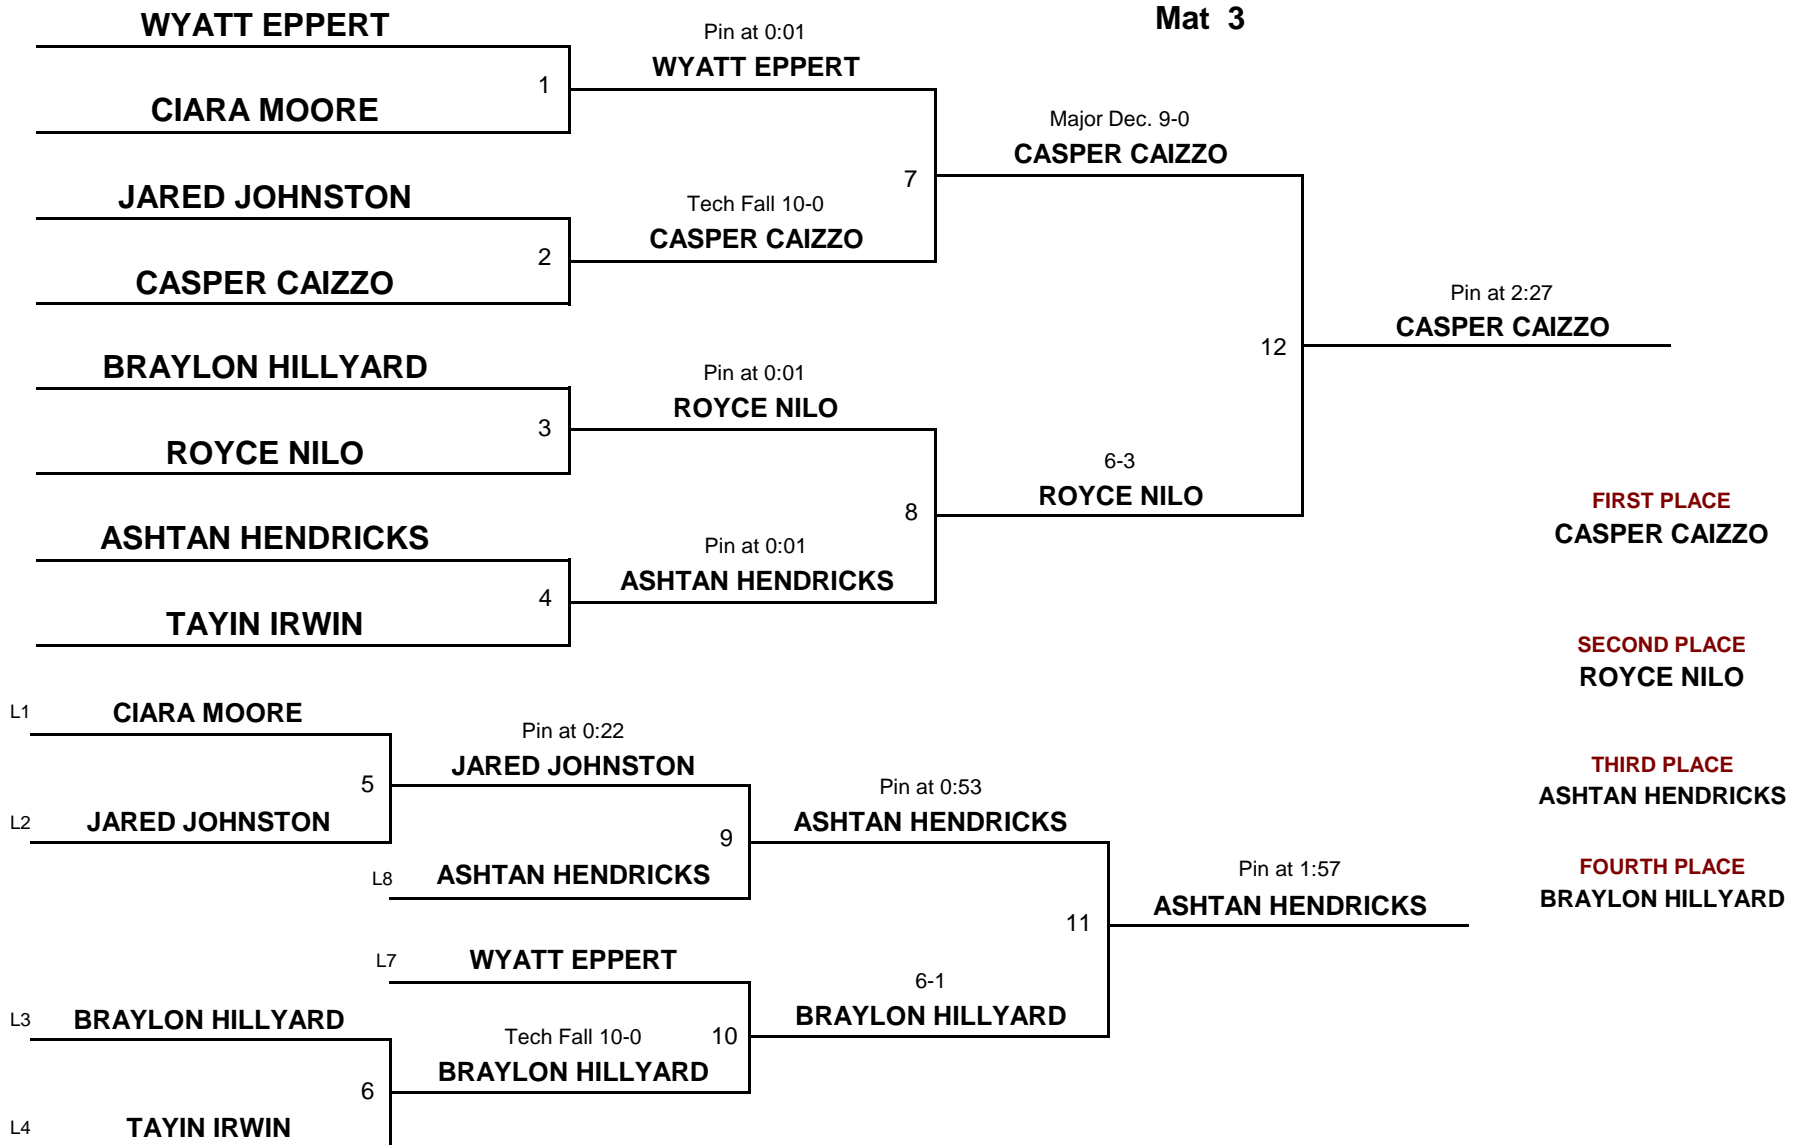 Mat 3
WYATT EPPERT
Pin at 0:01
WYATT EPPERT
1
CIARA MOORE
Major Dec. 9-0
CASPER CAIZZO
7
JARED JOHNSTON
Tech Fall 10-0
CASPER CAIZZO
2
CASPER CAIZZO
Pin at 2:27
CASPER CAIZZO
12
BRAYLON HILLYARD
Pin at 0:01
ROYCE NILO
3
ROYCE NILO
6-3
ROYCE NILO
8
ASHTAN HENDRICKS
Pin at 0:01
ASHTAN HENDRICKS
4
TAYIN IRWIN
FIRST PLACE
CASPER CAIZZO
SECOND PLACE
ROYCE NILO
THIRD PLACE
ASHTAN HENDRICKS
FOURTH PLACE
BRAYLON HILLYARD
L1 CIARA MOORE
Pin at 0:22
JARED JOHNSTON
5
L2 JARED JOHNSTON
Pin at 0:53
ASHTAN HENDRICKS
9
L8 ASHTAN HENDRICKS
Pin at 1:57
ASHTAN HENDRICKS
11
L7 WYATT EPPERT
6-1
BRAYLON HILLYARD
L3 BRAYLON HILLYARD
Tech Fall 10-0
10
BRAYLON HILLYARD
6
L4 TAYIN IRWIN